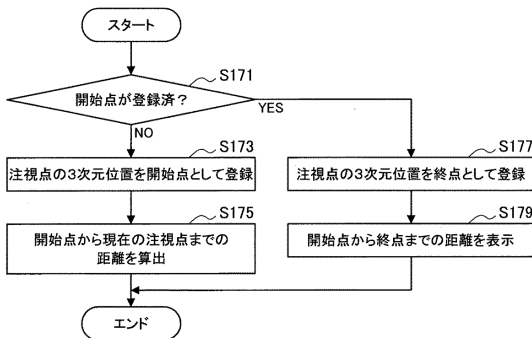 スタート
S171
開始点が登録済？
YES
NO
S173
注視点の3次元位置を開始点として登録
S177
注視点の3次元位置を終点として登録
S175
開始点から現在の注視点までの
距離を算出
S179
開始点から終点までの距離を表示
エンド